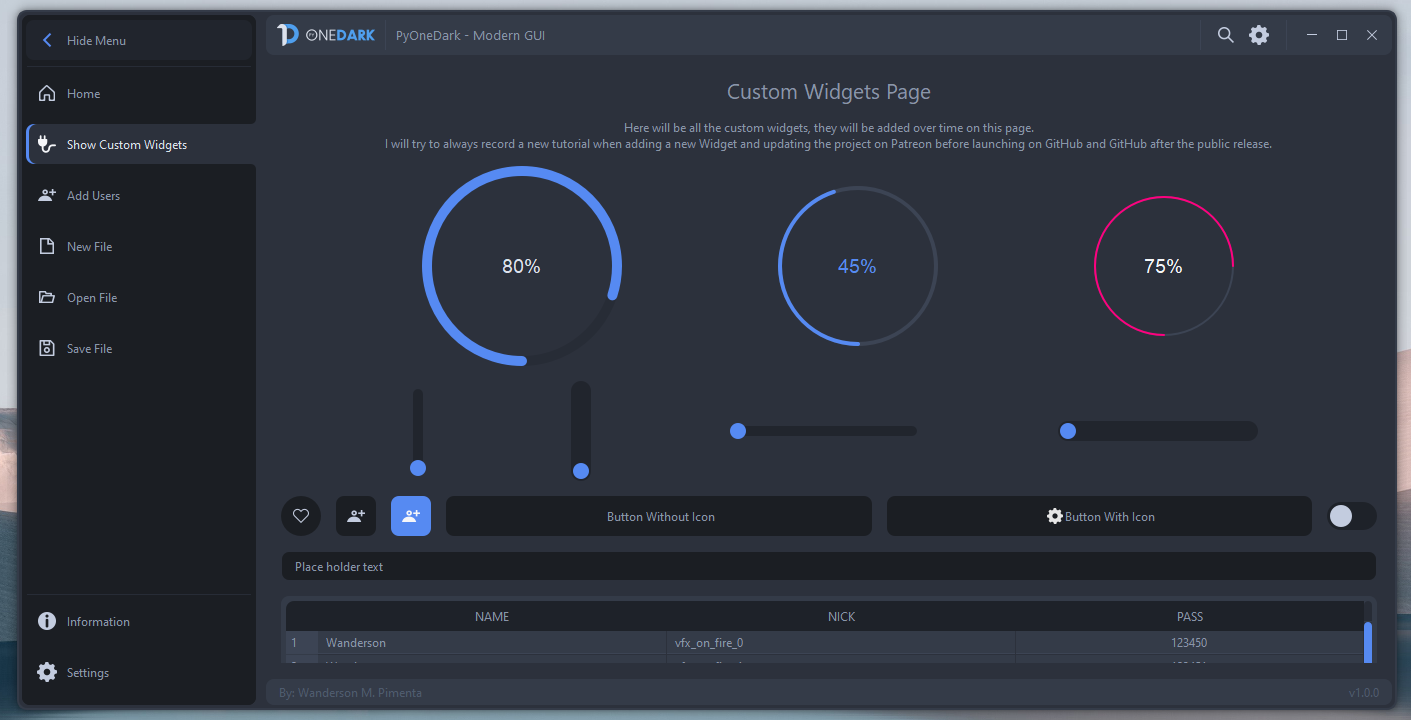 Hide Menu
ONEDARK
PyOneDark - Modern GUI
Home
Show Custom Widgets
Add Users
New File
Open File
Save File
Information
Settings
Custom Widgets Page
Here will be all the custom widgets, they will be added over time on this page.
I will try to always record a new tutorial when adding a new Widget and updating the project on Patreon before launching on GitHub and GitHub after the public release.
80%
45%
75%
Button Without Icon
Button With Icon
Place holder text
NAME NICK PASS
1 Wanderson vfx_on_fire_0 123450
By: Wanderson M. Pimenta
v1.0.0